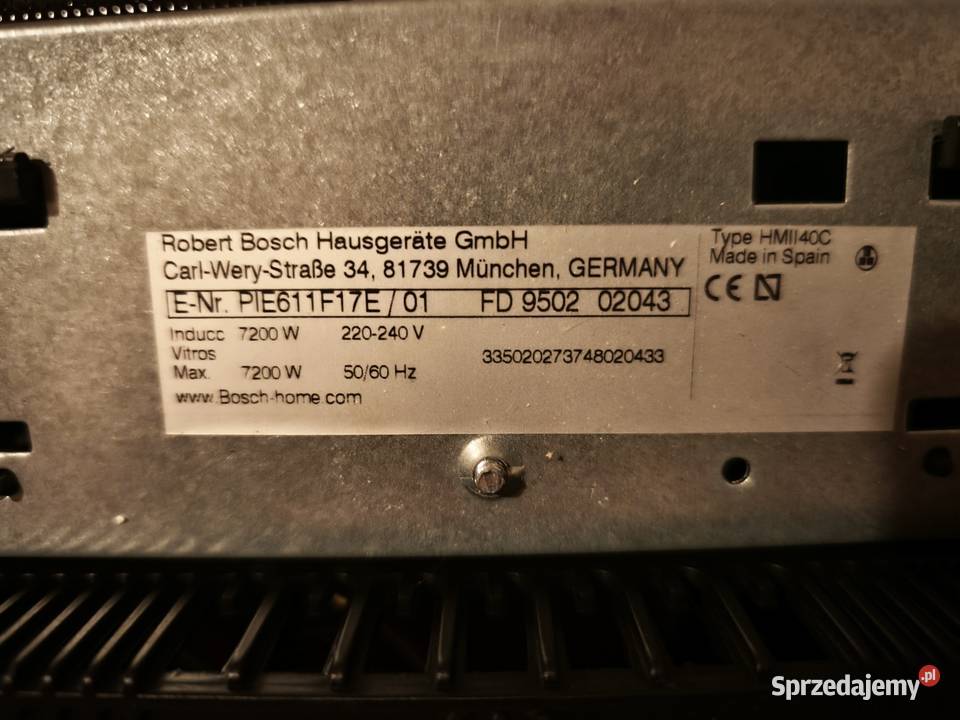 Robert Bosch Hausgeräte GmbH
Carl-Wery-Straße 34, 81739 München, GERMANY
E-Nr. PIE611F17E / 01 FD 9502 02043
Inducc 7200 W 220-240 V
Vitros
Max. 7200 W 50/60 Hz
335020273748020433
www.Bosch-home.com
Type HMII40C
Made in Spain
CE
Sprzedajemy.pl